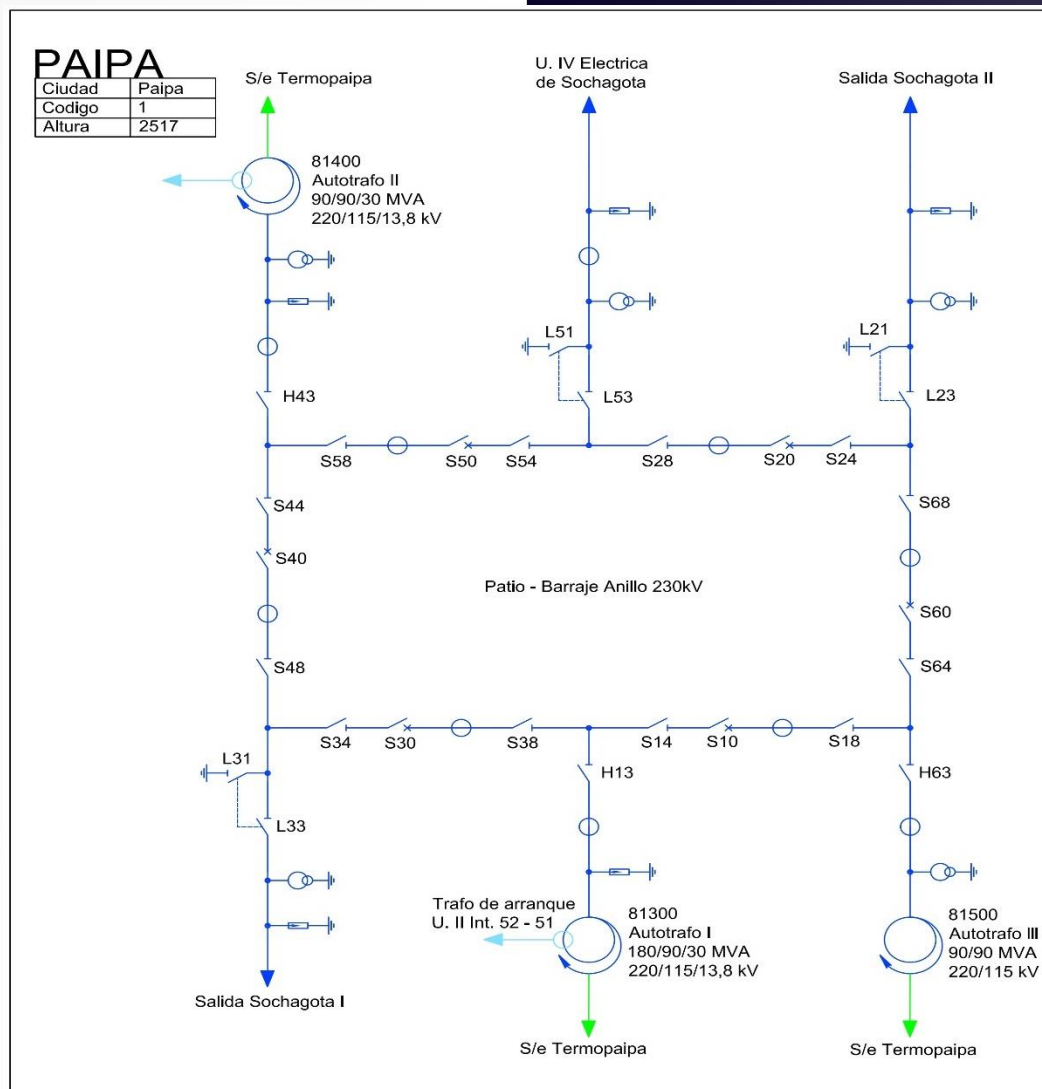 PAIPA
Ciudad Paipa
Codigo 1
Altura 2517
S/e Termopaipa
U. IV Electrica
de Sochagota
Salida Sochagota II
81400
Autotrafo II
90/90/30 MVA
220/115/13,8 kV
L51
L21
H43
L53
L23
S58
S50
S54
S28
S20
S24
S44
S68
S40
Patio - Barraje Anillo 230kV
S60
S48
S64
S34
S30
S38
S14
S10
S18
L31
H13
H63
L33
Trafo de arranque
U. II Int. 52 - 51
81300
Autotrafo I
180/90/30 MVA
220/115/13,8 kV
81500
Autotrafo III
90/90 MVA
220/115 kV
Salida Sochagota I
S/e Termopaipa
S/e Termopaipa